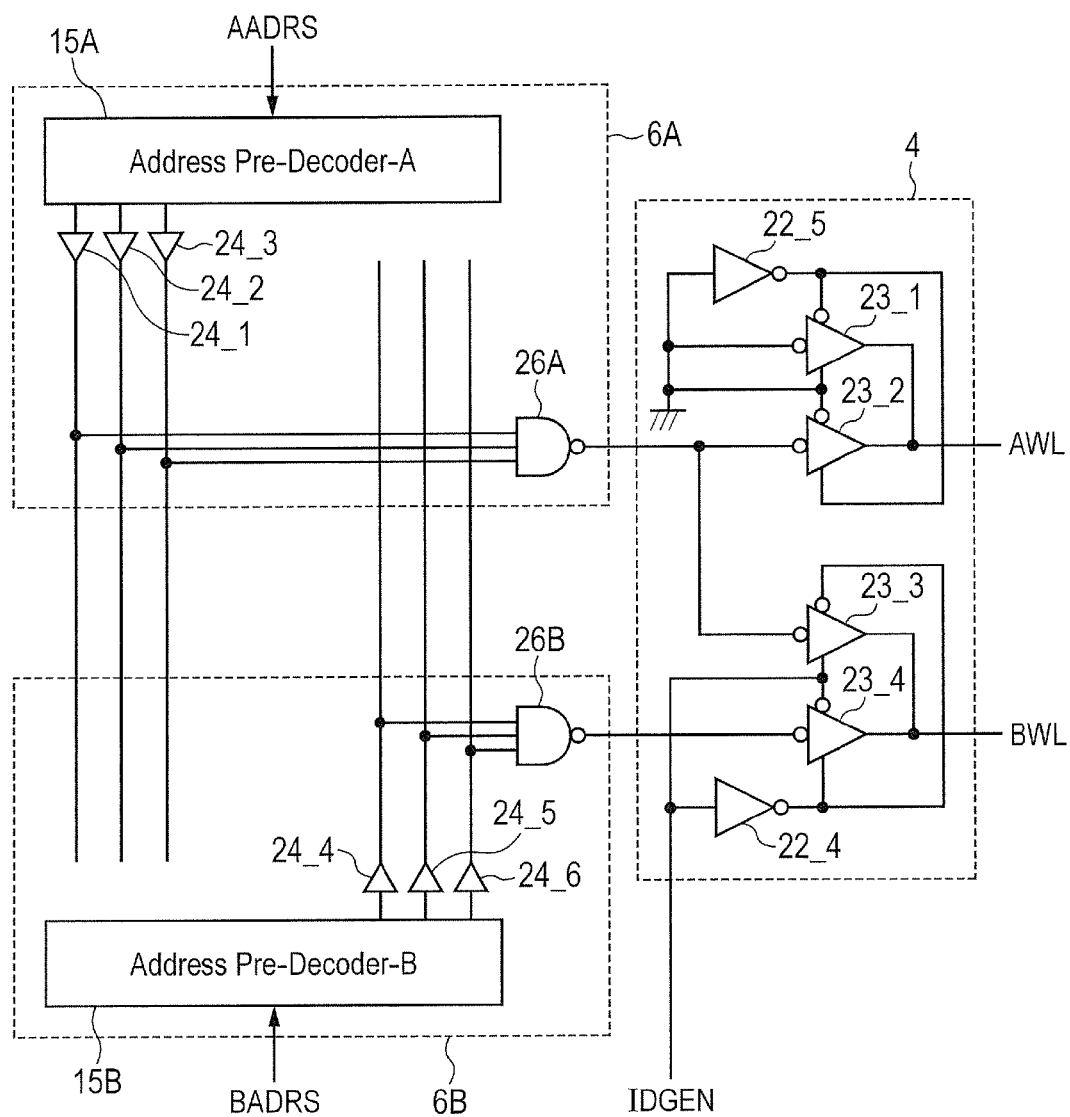 AADRS
15A
Address Pre-Decoder-A
6A
4
24_3
24_2
24_1
22_5
23_1
26A
23_2
AWL
23_3
26B
23_4
BWL
24_5
24_4
24_6
22_4
Address Pre-Decoder-B
15B
BADRS
6B
IDGEN